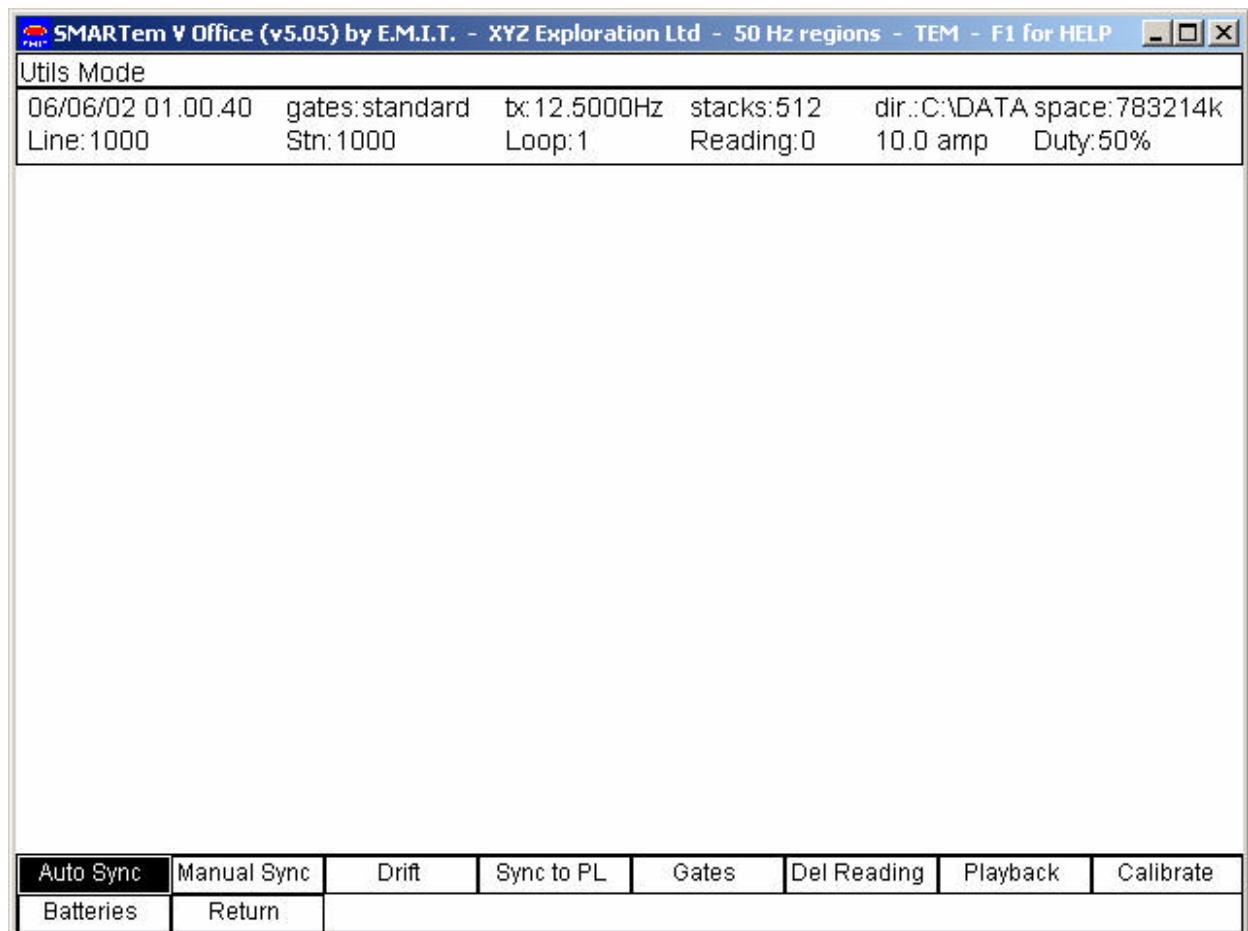 SMARTem V Office (v5.05) by E.M.I.T. - XYZ Exploration Ltd - 50 Hz regions - TEM - F1 for HELP
Utils Mode
06/06/02 01.00.40 gates:standard tx:12.5000Hz stacks:512 dir.:C:\DATA space:783214k
Line:1000 Stn:1000 Loop:1 Reading:0 10.0 amp Duty:50%
Auto Sync Manual Sync Drift Sync to PL Gates Del Reading Playback Calibrate
Batteries Return